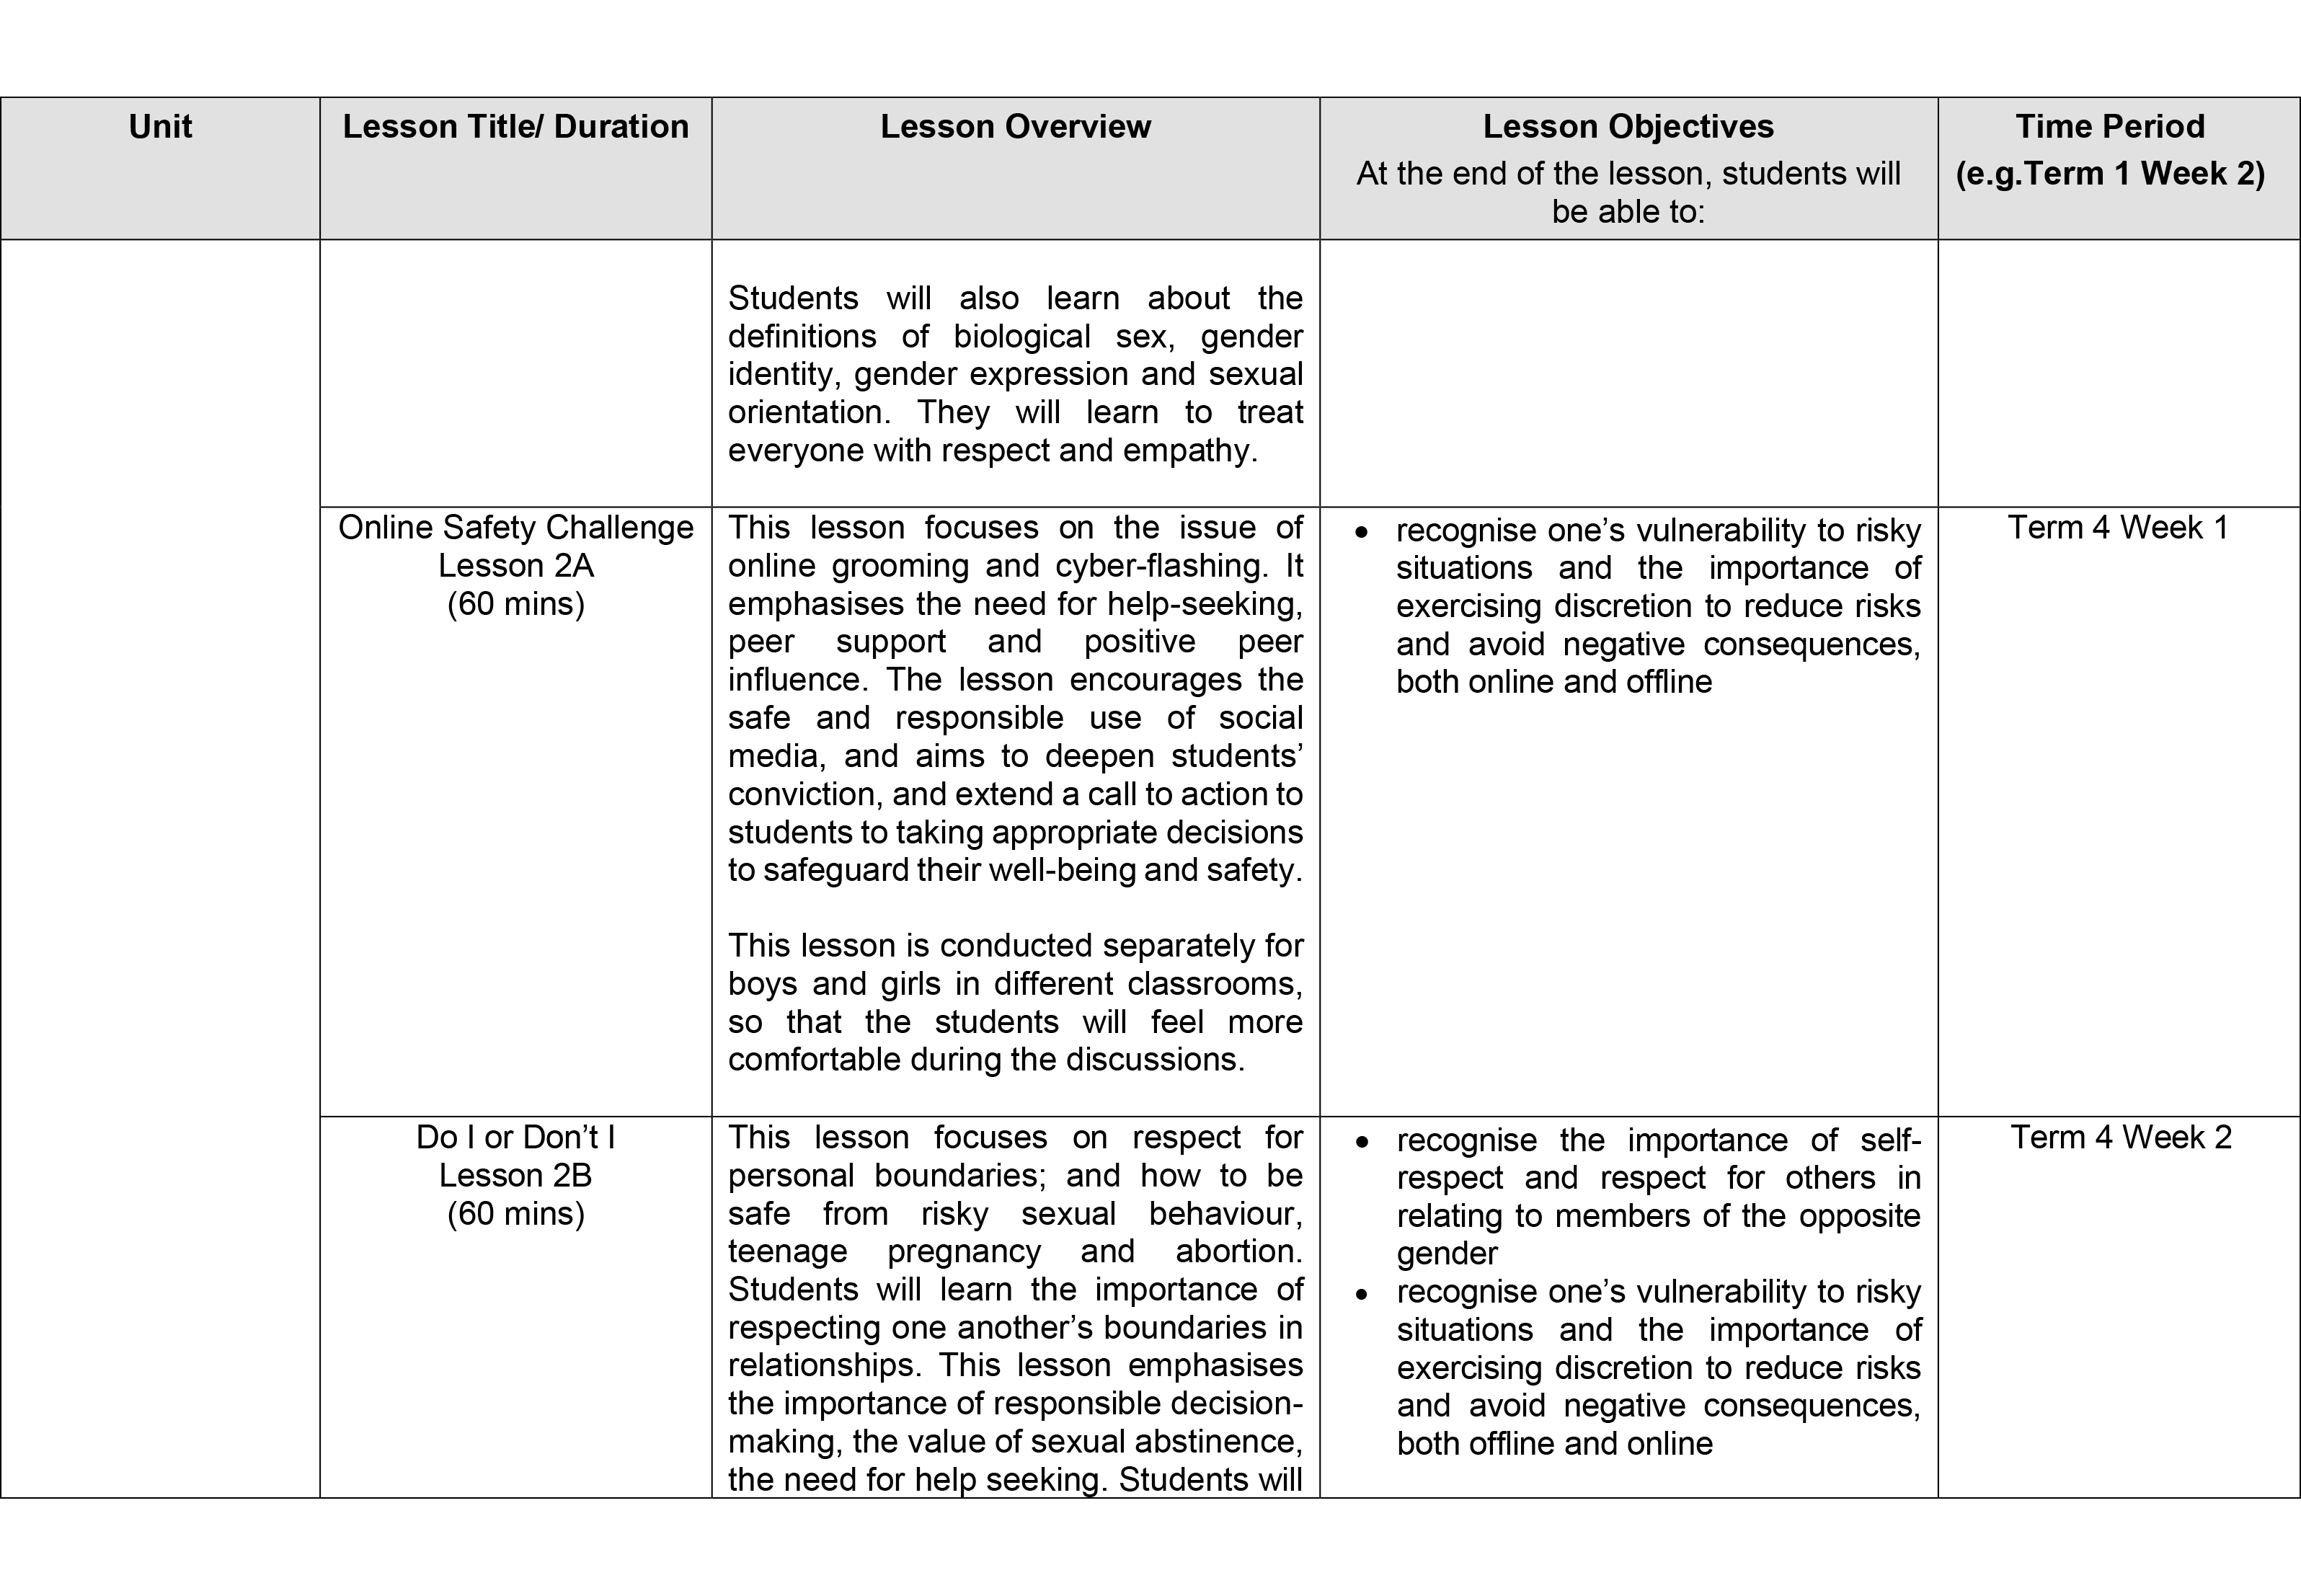 Unit
Lesson Title/ Duration
Lesson Overview
Lesson Objectives
At the end of the lesson, students will
be able to:
Time Period
(e.g.Term 1 Week 2)
Students will also learn about the
definitions of biological sex, gender
identity, gender expression and sexual
orientation. They will learn to treat
everyone with respect and empathy.
Online Safety Challenge
Lesson 2A
(60 mins)
This lesson focuses on the issue of
online grooming and cyber-flashing. It
emphasises the need for help-seeking,
peer support and positive peer
influence. The lesson encourages the
safe and responsible use of social
media, and aims to deepen students’
conviction, and extend a call to action to
students to taking appropriate decisions
to safeguard their well-being and safety.
This lesson is conducted separately for
boys and girls in different classrooms,
so that the students will feel more
comfortable during the discussions.
• recognise one’s vulnerability to risky
situations and the importance of
exercising discretion to reduce risks
and avoid negative consequences,
both online and offline
Term 4 Week 1
Do I or Don’t I
Lesson 2B
(60 mins)
This lesson focuses on respect for
personal boundaries; and how to be
safe from risky sexual behaviour,
teenage pregnancy and abortion.
Students will learn the importance of
respecting one another’s boundaries in
relationships. This lesson emphasises
the importance of responsible decision-
making, the value of sexual abstinence,
the need for help seeking. Students will
• recognise the importance of self-
respect and respect for others in
relating to members of the opposite
gender
• recognise one’s vulnerability to risky
situations and the importance of
exercising discretion to reduce risks
and avoid negative consequences,
both offline and online
Term 4 Week 2